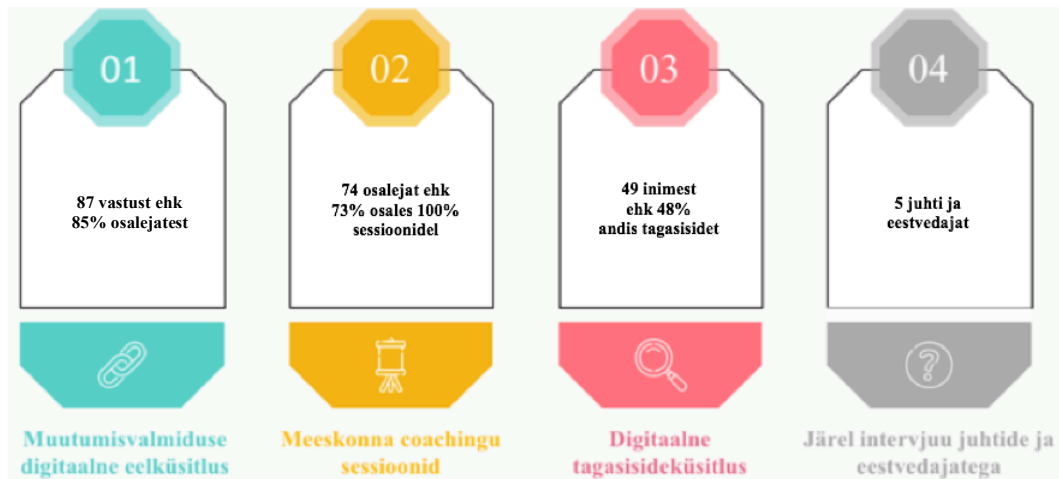 01
87 vastust ehk
85% osalejatest
Muutumisvalmiduse
digitaalne eelküsitlus
02
74 osalejat ehk
73% osales 100%
sessioonidel
Meeskonna coachingu
sessioonid
03
49 inimest
ehk 48%
andis tagasisidet
Digitaalne
tagasisideküsitlus
04
5 juhti ja
eestvedajat
Järel intervjuu juhtide ja
eestvedajatega